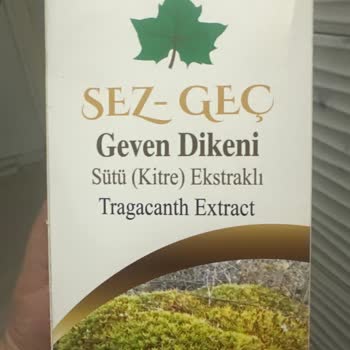 SEZ- GEÇ
Geven Dikeni
Sütü (Kitre) Ekstraklı
Tragacanth Extract